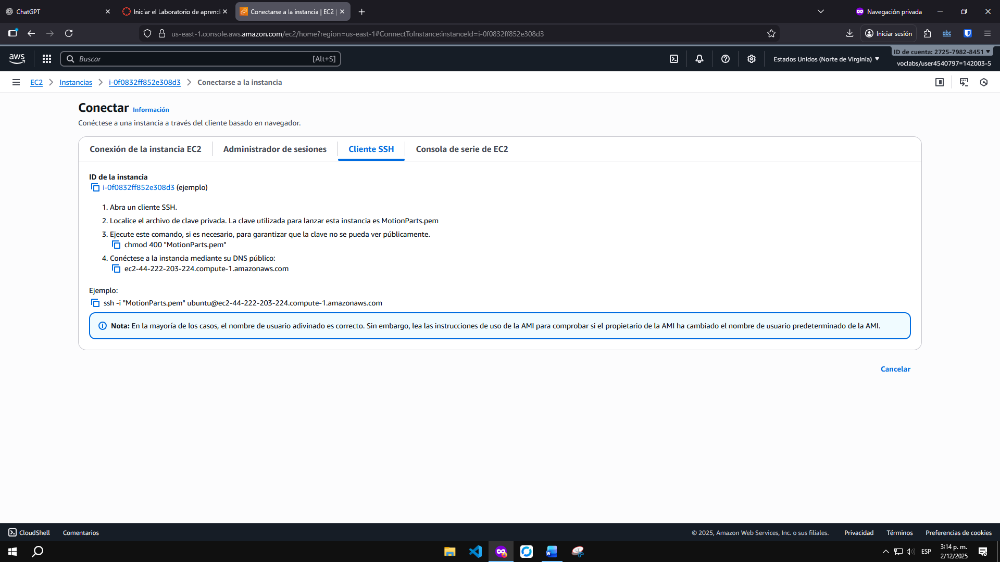 ChatGPT
Iniciar el Laboratorio de aprend
Conectarse a la instancia | EC2 |
Navegación privada
us-east-1.console.aws.amazon.com/ec2/home?region=us-east-1#ConnectToInstance:instanceId=i-0f0832ff852e308d3
Iniciar sesión
abc
aws
Buscar
[Alt+S]
Estados Unidos (Norte de Virginia)
ID de cuenta: 2725-7982-8451
voclabs/user4540797=142003-5
EC2
Instancias
i-0f0832ff852e308d3
Conectarse a la instancia
Conectar Información
Conéctese a una instancia a través del cliente basado en navegador.
Conexión de la instancia EC2
Administrador de sesiones
Cliente SSH
Consola de serie de EC2
ID de la instancia
i-0f0832ff852e308d3 (ejemplo)
1. Abra un cliente SSH.
2. Localice el archivo de clave privada. La clave utilizada para lanzar esta instancia es MotionParts.pem
3. Ejecute este comando, si es necesario, para garantizar que la clave no se pueda ver públicamente.
chmod 400 "MotionParts.pem"
4. Conéctese a la instancia mediante su DNS público:
ec2-44-222-203-224.compute-1.amazonaws.com
Ejemplo:
ssh -i "MotionParts.pem" ubuntu@ec2-44-222-203-224.compute-1.amazonaws.com
Nota: En la mayoría de los casos, el nombre de usuario adivinado es correcto. Sin embargo, lea las instrucciones de uso de la AMI para comprobar si el propietario de la AMI ha cambiado el nombre de usuario predeterminado de la AMI.
Cancelar
CloudShell
Comentarios
© 2025, Amazon Web Services, Inc. o sus filiales.
Privacidad
Términos
Preferencias de cookies
ESP
3:14 p. m.
2/12/2025